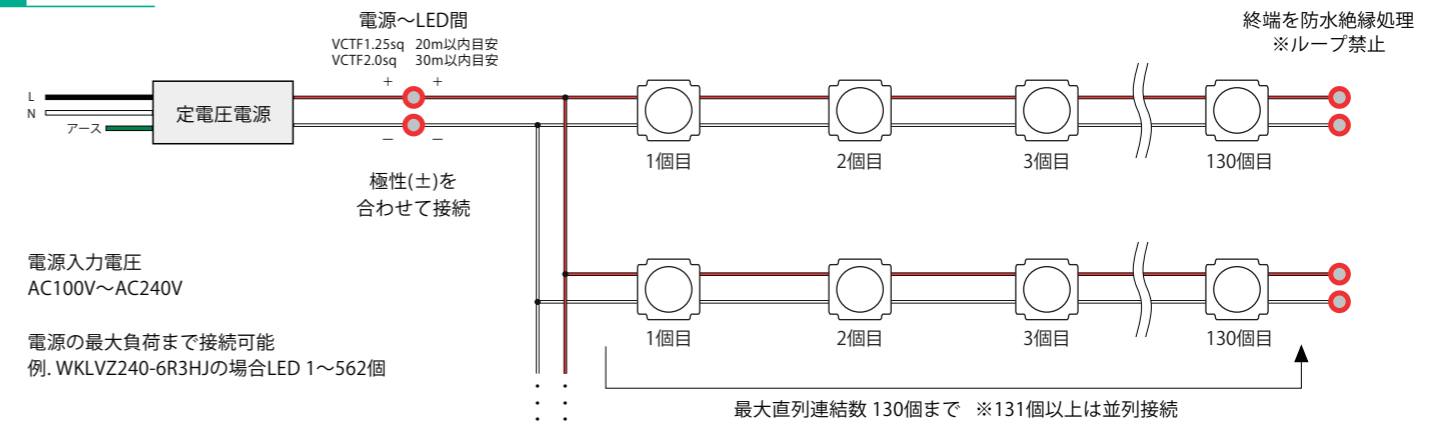 電源〜LED間
VCTF1.25sq 20m以内目安
VCTF2.0sq 30m以内目安
終端を防水絶縁処理
※ループ禁止
+ +
L
N
アース
定電圧電源
− −
1個目 2個目 3個目 130個目
極性(±)を
合わせて接続
電源入力電圧
AC100V〜AC240V
電源の最大負荷まで接続可能
例. WKLVZ240-6R3HJの場合LED 1〜562個
1個目 2個目 3個目 130個目
最大直列連結数 130個まで ※131個以上は並列接続